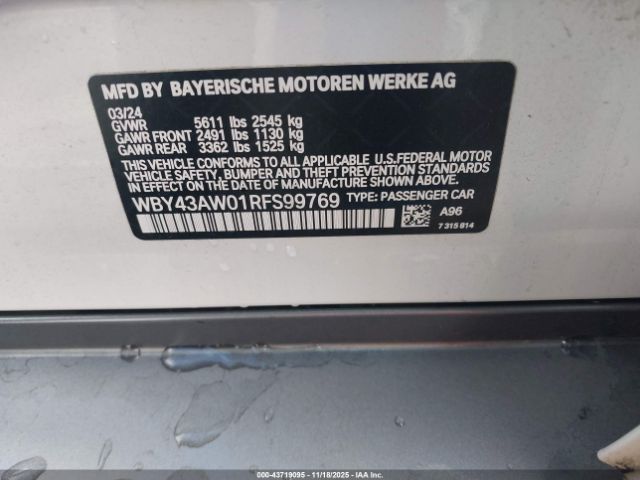 MFD BY BAYERISCHE MOTOREN WERKE AG
03/24
GVWR 5611 lbs 2545 kg
GAWR FRONT 2491 lbs 1130 kg
GAWR REAR 3362 lbs 1525 kg
THIS VEHICLE CONFORMS TO ALL APPLICABLE U.S.FEDERAL MOTOR
VEHICLE SAFETY, BUMPER AND THEFT PREVENTION STANDARDS
IN EFFECT ON THE DATE OF MANUFACTURE SHOWN ABOVE.
WBY43AW01RFS99769 TYPE: PASSENGER CAR
A96
7 315 814
000-43719095 - 11/18/2025 - IAA Inc.